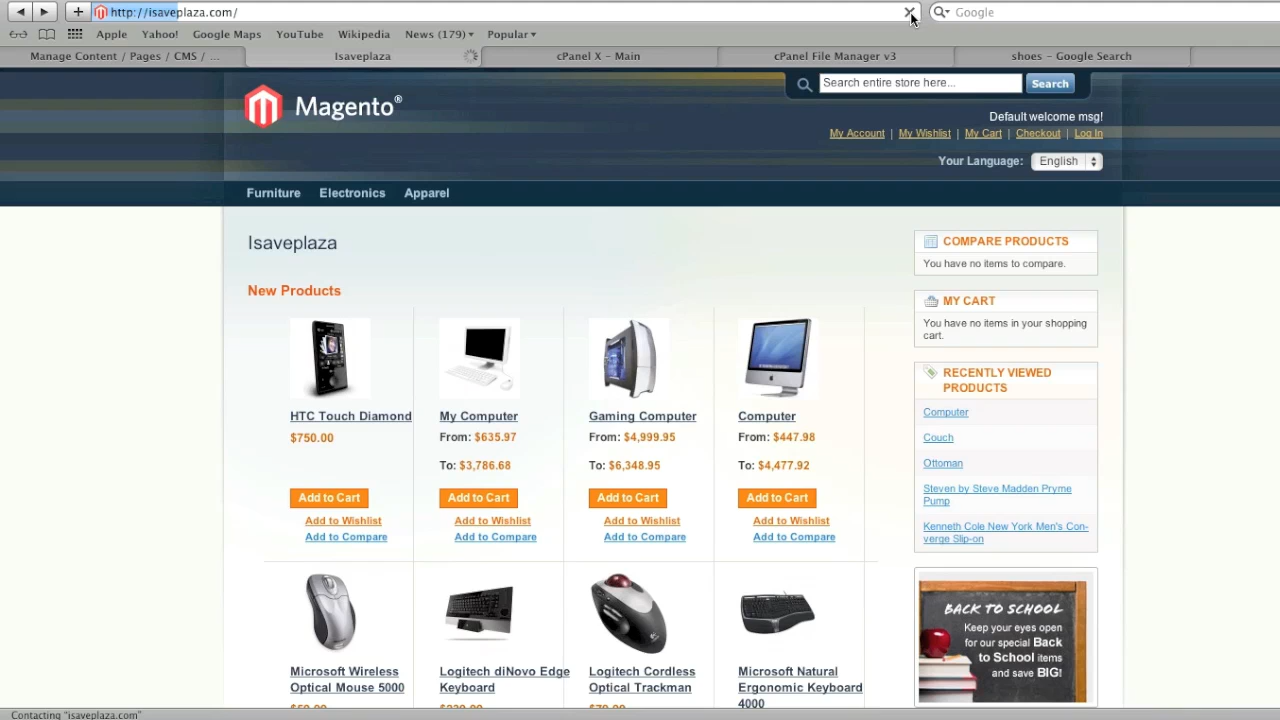 http://isaveplaza.com/
Google
Apple Yahoo! Google Maps YouTube Wikipedia News (179) Popular
Manage Content / Pages / CMS / ... Isaveplaza cPanel X - Main cPanel File Manager v3 shoes - Google Search
Magento®
Search entire store here... Search
Default welcome msg!
My Account | My Wishlist | My Cart | Checkout | Log In
Your Language: English
Furniture Electronics Apparel
Isaveplaza
New Products
HTC Touch Diamond My Computer Gaming Computer Computer
$750.00 From: $635.97 From: $4,999.95 From: $447.98
To: $3,786.68 To: $6,348.95 To: $4,477.92
Add to Cart Add to Cart Add to Cart Add to Cart
Add to Wishlist Add to Wishlist Add to Wishlist Add to Wishlist
Add to Compare Add to Compare Add to Compare Add to Compare
Microsoft Wireless Logitech diNovo Edge Logitech Cordless Microsoft Natural
Optical Mouse 5000 Keyboard Optical Trackman Ergonomic Keyboard
4000
COMPARE PRODUCTS
You have no items to compare.
MY CART
You have no items in your shopping
cart.
RECENTLY VIEWED
PRODUCTS
Computer
Couch
Ottoman
Steven by Steve Madden Pryme
Pump
Kenneth Cole New York Men's Con-
verge Slip-on
BACK TO SCHOOL
Keep your eyes open
for our special Back
to School items
and save BIG!
Contacting "isaveplaza.com"